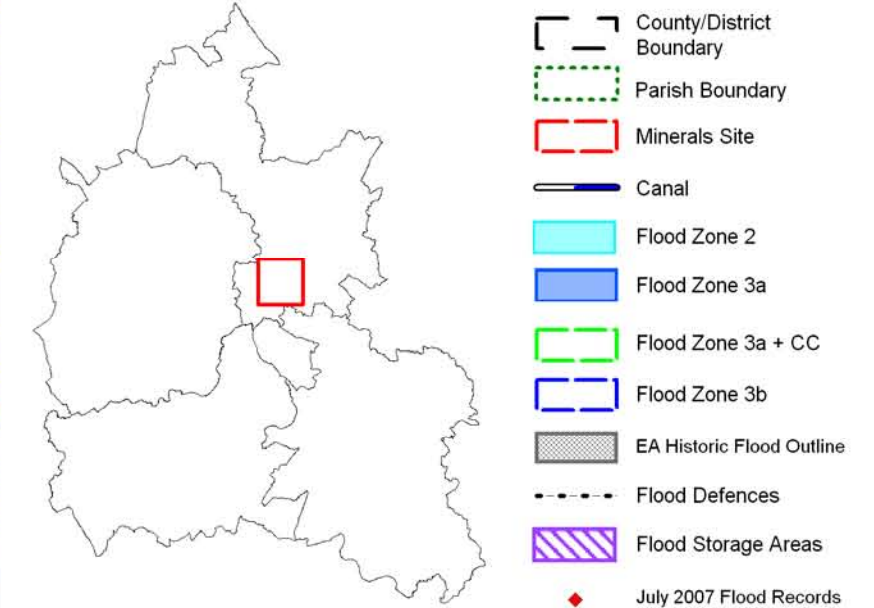 County/District
Boundary
Parish Boundary
Minerals Site
Canal
Flood Zone 2
Flood Zone 3a
Flood Zone 3a + CC
Flood Zone 3b
EA Historic Flood Outline
Flood Defences
Flood Storage Areas
July 2007 Flood Records